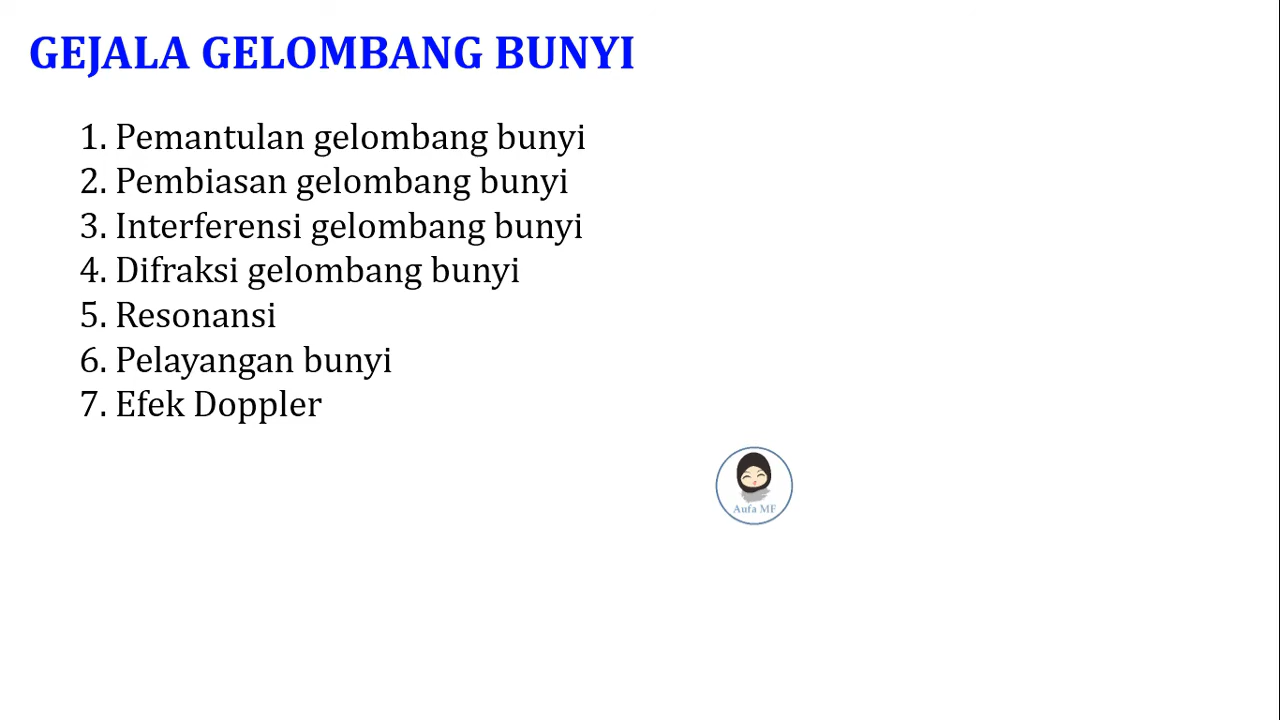 GEJALA GELOMBANG BUNYI
1. Pemantulan gelombang bunyi
2. Pembiasan gelombang bunyi
3. Interferensi gelombang bunyi
4. Difraksi gelombang bunyi
5. Resonansi
6. Pelayangan bunyi
7. Efek Doppler
Aufa MF